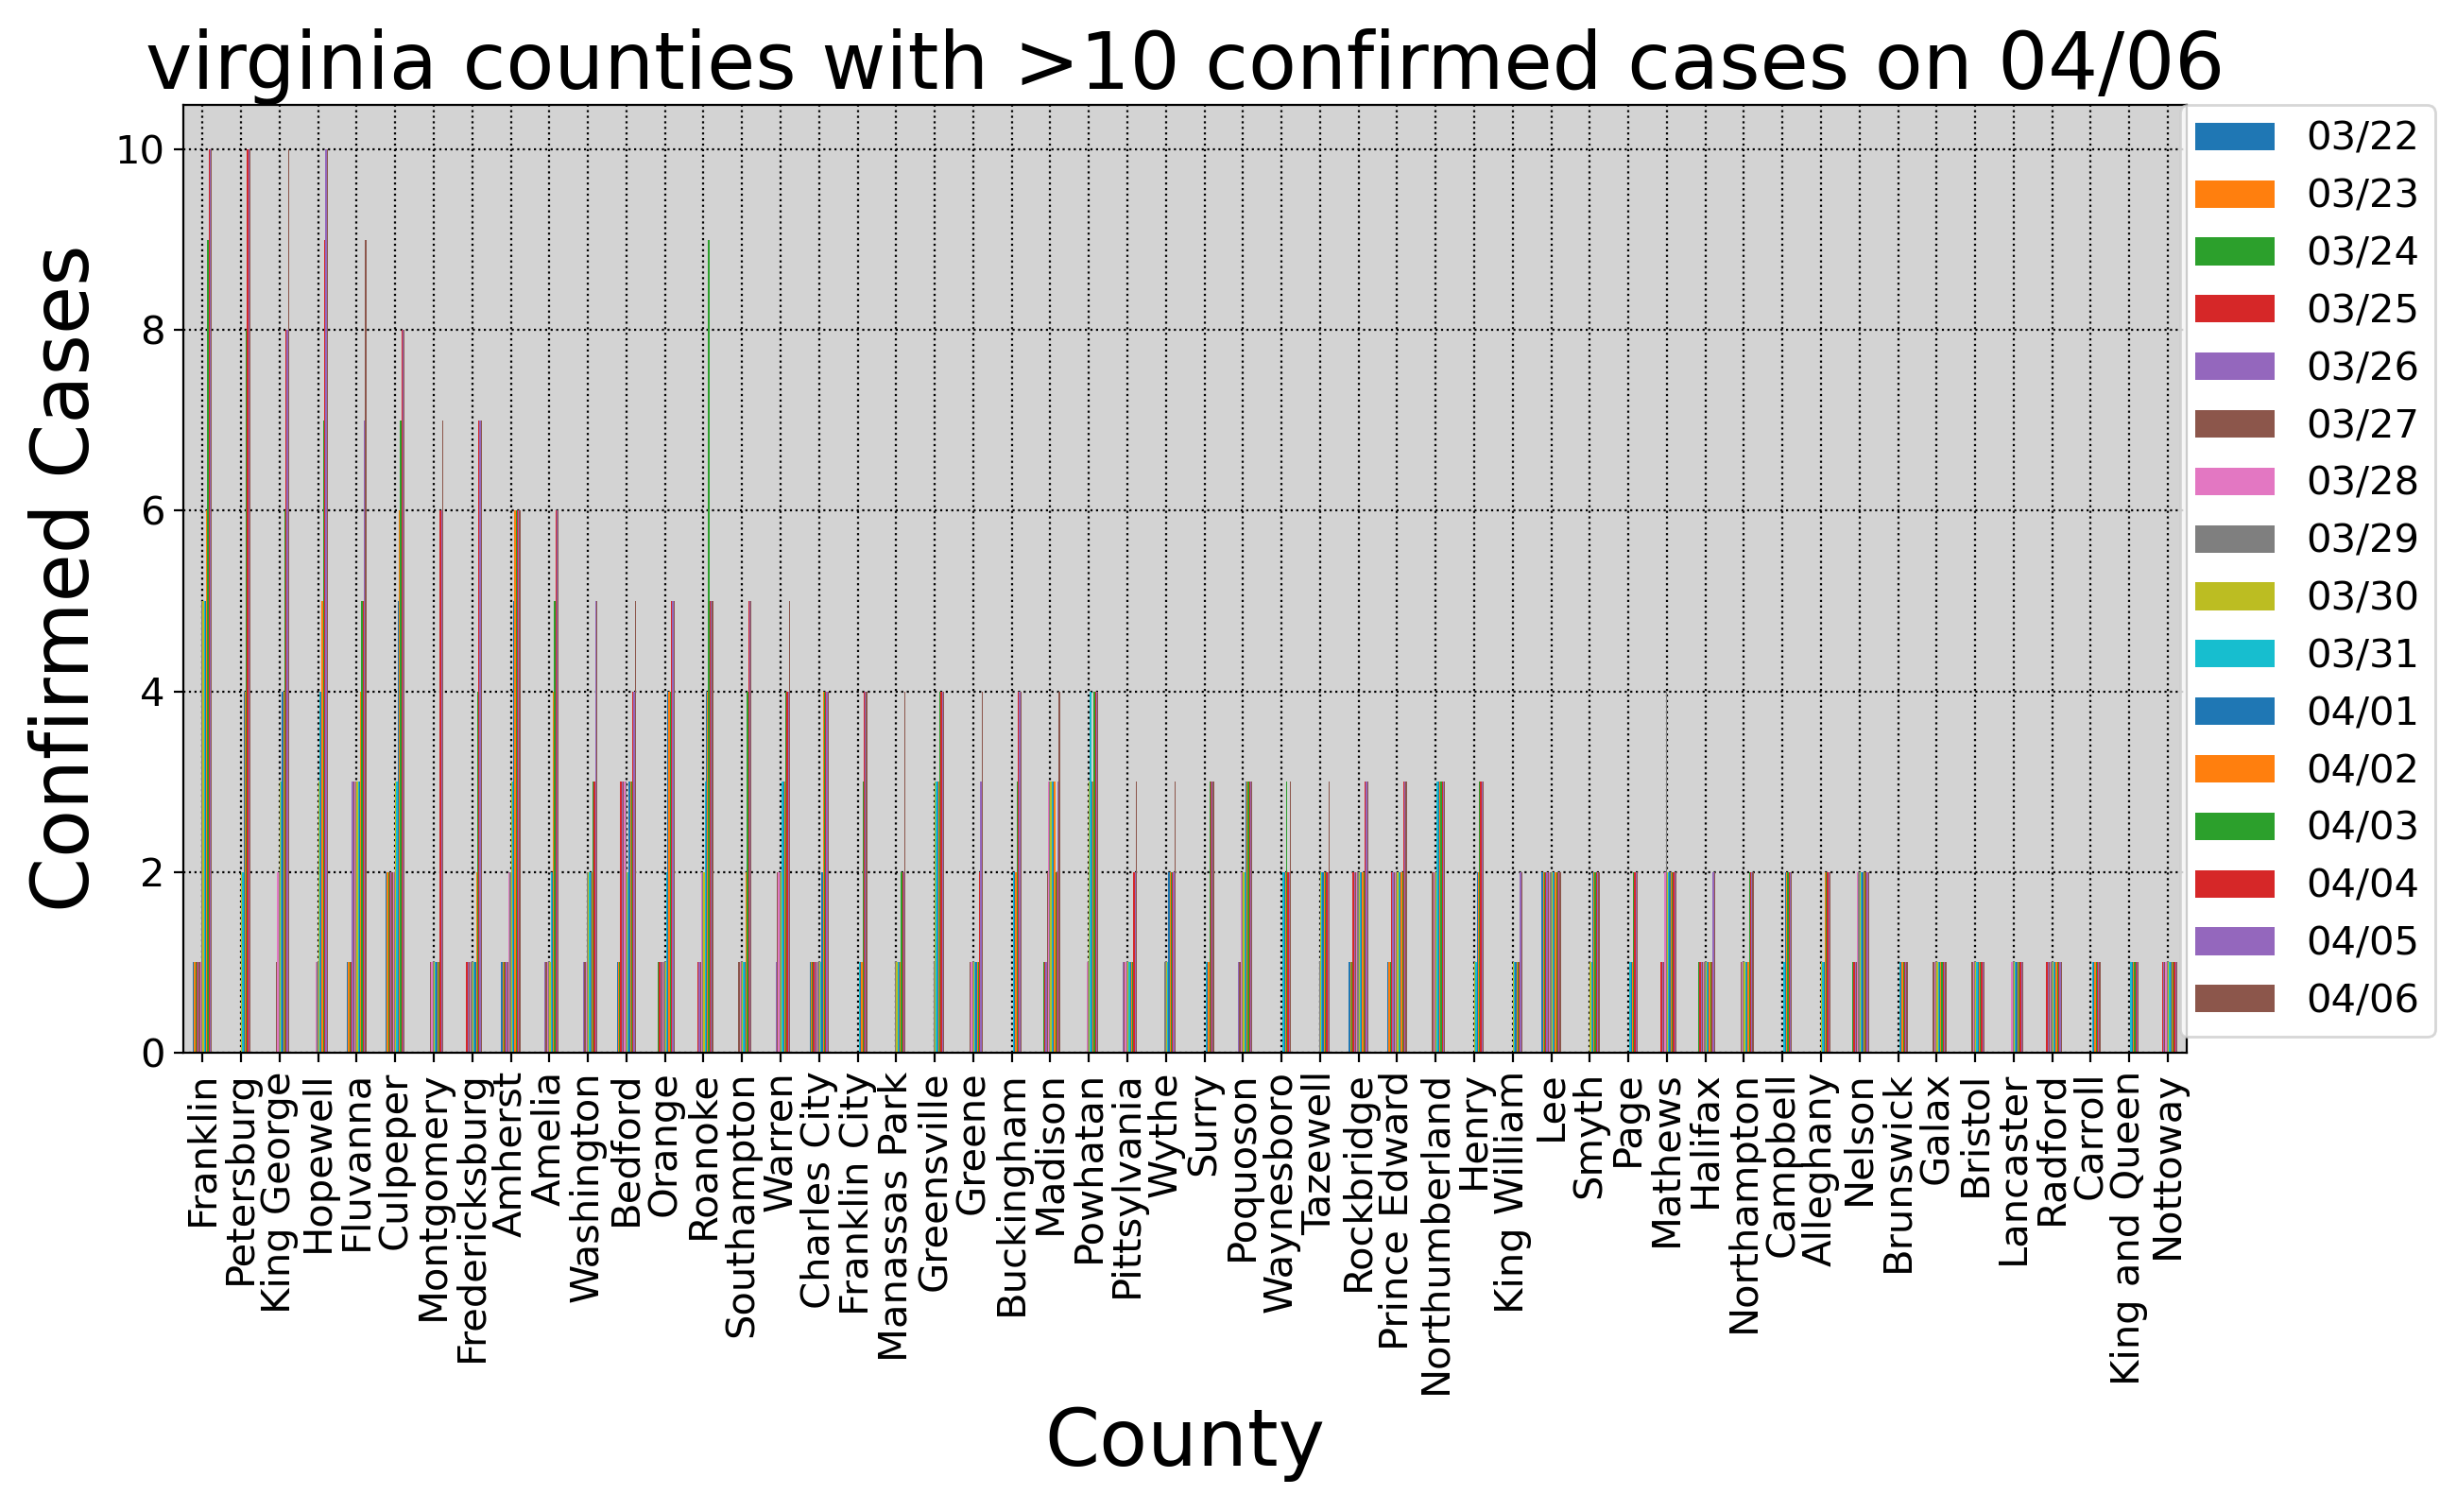 virginia counties with >10 confirmed cases on 04/06
Confirmed Cases
10
8
6
4
2
0
03/22
03/23
03/24
03/25
03/26
03/27
03/28
03/29
03/30
03/31
04/01
04/02
04/03
04/04
04/05
04/06
Franklin
Petersburg
King George
Hopewell
Fluvanna
Culpeper
Montgomery
Fredericksburg
Amherst
Amelia
Washington
Bedford
Orange
Roanoke
Southampton
Warren
Charles City
Franklin City
Manassas Park
Greensville
Greene
Buckingham
Madison
Powhatan
Pittsylvania
Wythe
Surry
Poquoson
Waynesboro
Tazewell
Rockbridge
Prince Edward
Northumberland
Henry
King William
Lee
Smyth
Page
Mathews
Halifax
Northampton
Campbell
Alleghany
Nelson
Brunswick
Galax
Bristol
Lancaster
Radford
Carroll
King and Queen
Nottoway
County